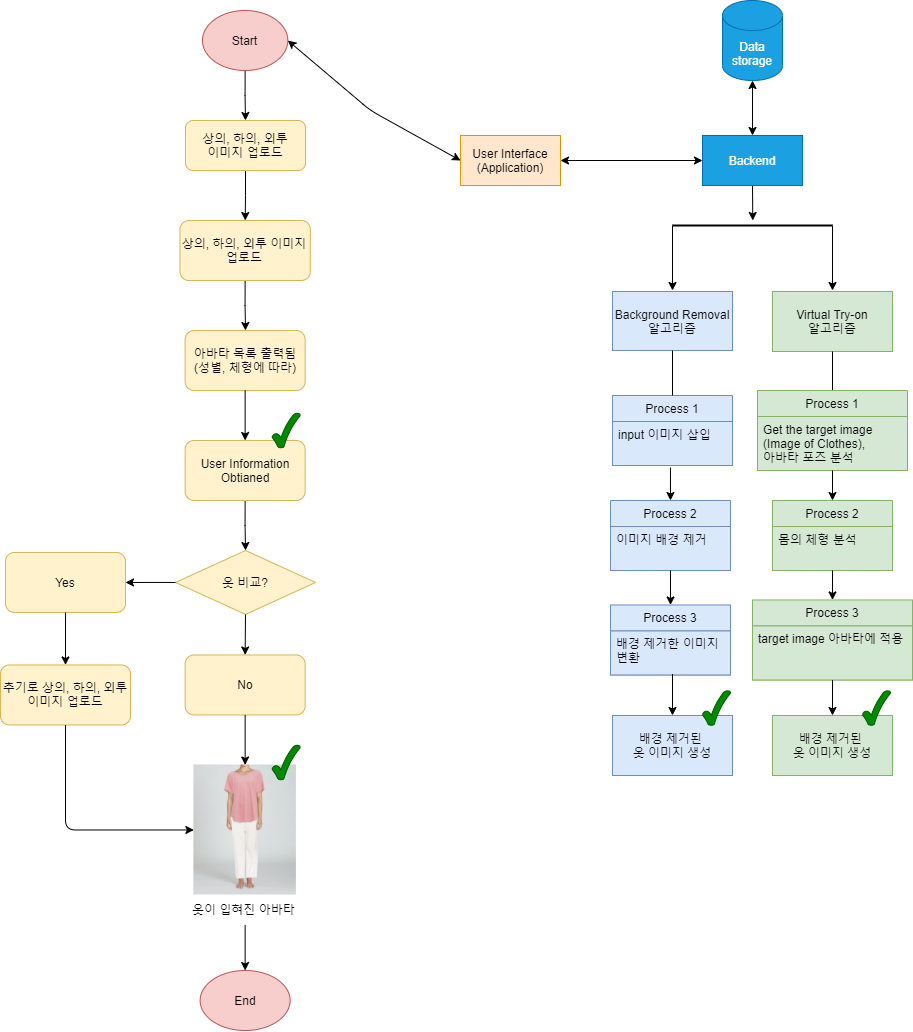 Start
상의, 하의, 외투
이미지 업로드
상의, 하의, 외투 이미지
업로드
아바타 목록 출력됨
(성별, 체형에 따라)
User Information
Obtianed
옷 비교?
Yes
No
추기로 상의, 하의, 외투
이미지 업로드
옷이 입혀진 아바타
End
User Interface
(Application)
Data
storage
Backend
Background Removal
알고리즘
Process 1
input 이미지 삽입
Process 2
이미지 배경 제거
Process 3
배경 제거한 이미지
변환
배경 제거된
옷 이미지 생성
Virtual Try-on
알고리즘
Process 1
Get the target image
(Image of Clothes),
아바타 포즈 분석
Process 2
몸의 체형 분석
Process 3
target image 아바타에 적용
배경 제거된
옷 이미지 생성